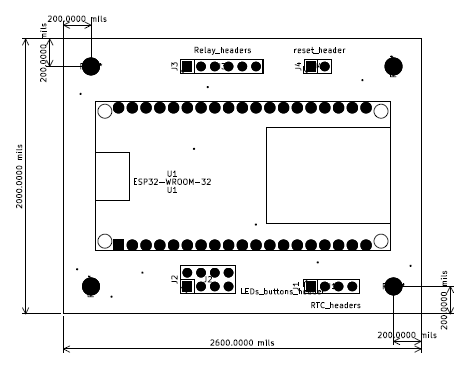 200.0000 mils
200.0000 mils
Relay_headers
reset_header
J3
J4
2000.0000 mils
U1
ESP32-WROOM-32
U1
J2
J2
J1
LEDs_buttons_header
RTC_headers
200.0000 mils
200.0000 mils
2600.0000 mils